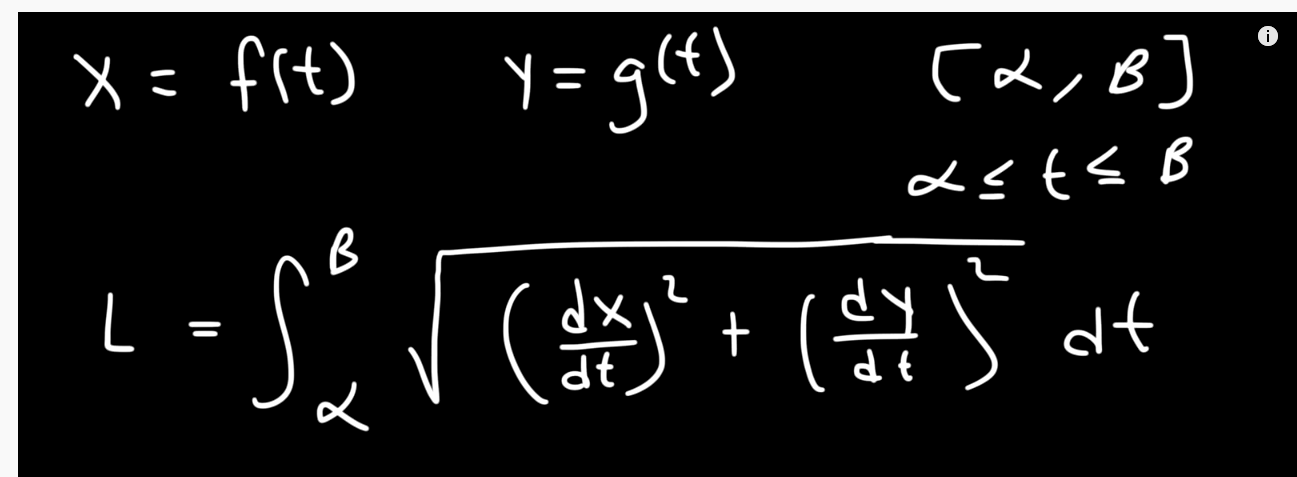 x = f(t) y = g(t) [α, β]
α ≤ t ≤ β
L = ∫_α^β √((dx/dt)² + (dy/dt)²) dt